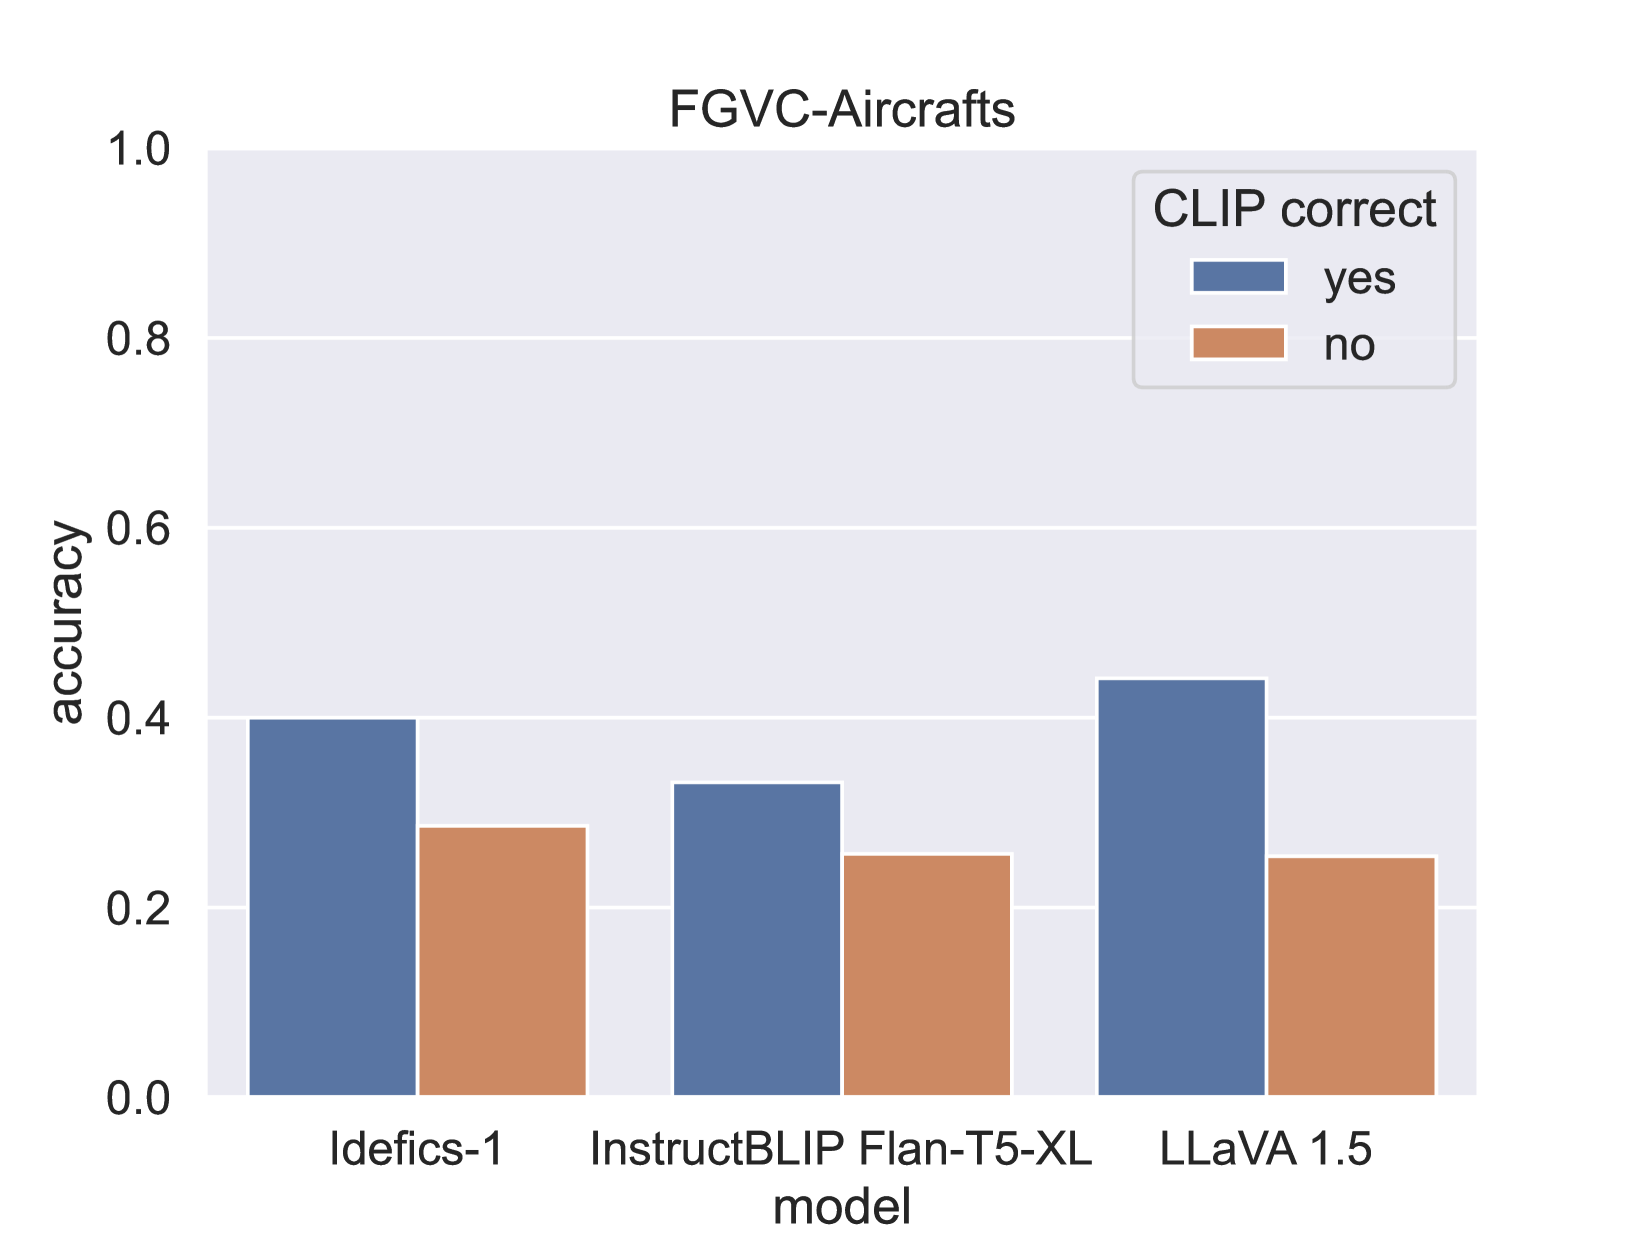 FGVC-Aircrafts
1.0
0.8
0.6
0.4
0.2
0.0
accuracy
CLIP correct
yes
no
Idefics-1
InstructBLIP Flan-T5-XL
LLaVA 1.5
model